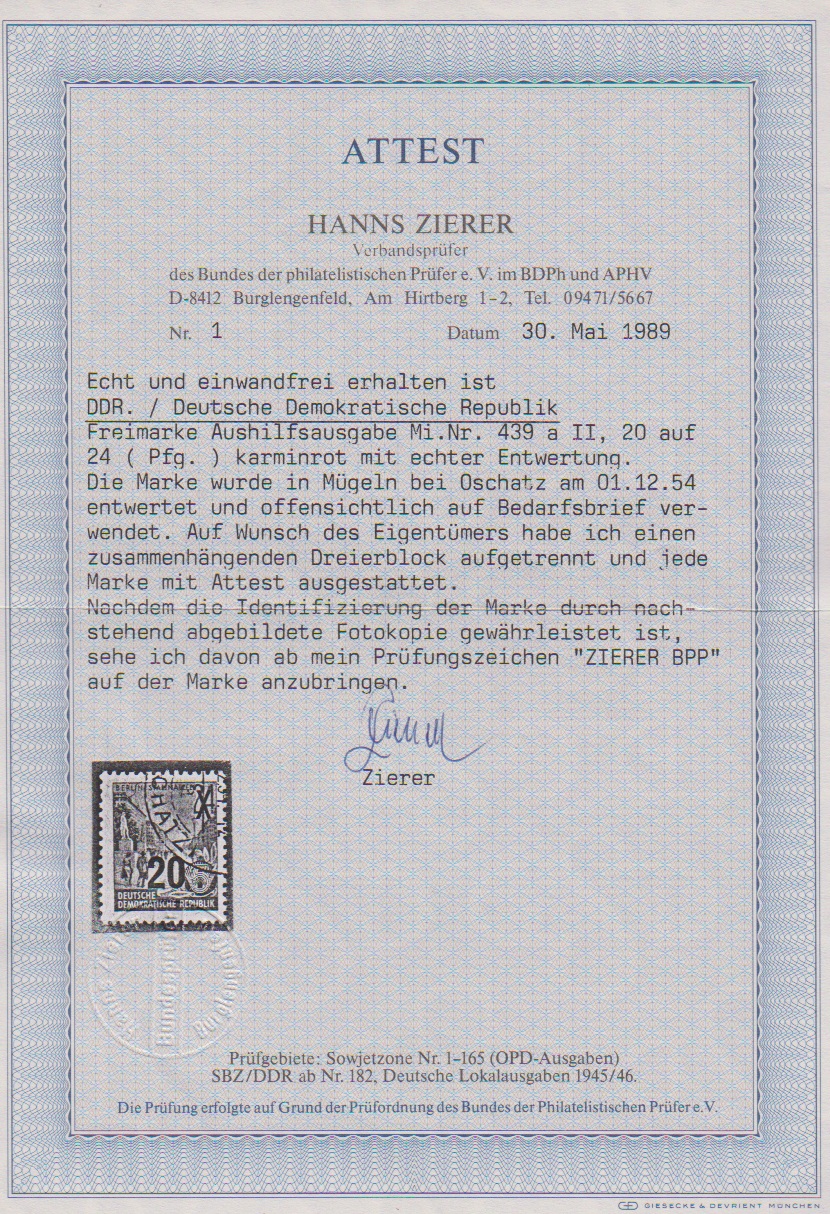 ATTEST
HANNS ZIERER
Verbandsprüfer
des Bundes der philatelistischen Prüfer e. V. im BDPh und APHV
D-8412 Burglengenfeld, Am Hirtberg 1-2, Tel. 09471/5667
Nr. 1 Datum 30. Mai 1989
Echt und einwandfrei erhalten ist
DDR. / Deutsche Demokratische Republik
Freimarke Aushilfsausgabe Mi.Nr. 439 a II, 20 auf
24 ( Pfg. ) karminrot mit echter Entwertung.
Die Marke wurde in Mügeln bei Oschatz am 01.12.54
entwertet und offensichtlich auf Bedarfsbrief ver-
wendet. Auf Wunsch des Eigentümers habe ich einen
zusammenhängenden Dreierblock aufgetrennt und jede
Marke mit Attest ausgestattet.
Nachdem die Identifizierung der Marke durch nach-
stehend abgebildete Fotokopie gewährleistet ist,
sehe ich davon ab mein Prüfungszeichen "ZIERER BPP"
auf der Marke anzubringen.
Zierer
20
DEUTSCHE
DEMOKRATISCHE REPUBLIK
Prüfgebiete: Sowjetzone Nr. 1-165 (OPD-Ausgaben)
SBZ/DDR ab Nr. 182, Deutsche Lokalausgaben 1945/46.
Die Prüfung erfolgte auf Grund der Prüfordnung des Bundes der Philatelistischen Prüfer e.V.
GIESECKE & DEVRIENT MÜNCHEN